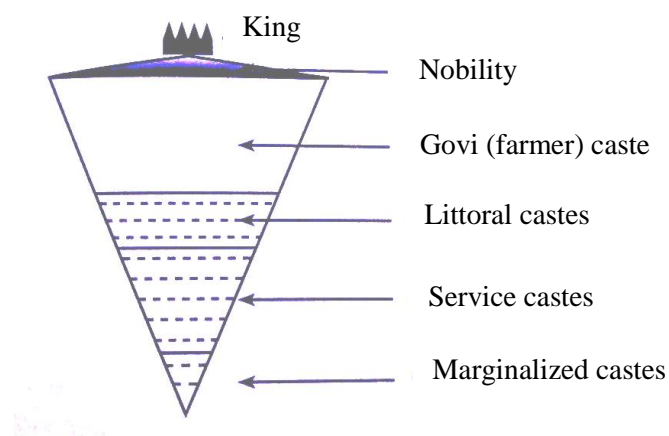 King
Nobility
Govi (farmer) caste
Littoral castes
Service castes
Marginalized castes